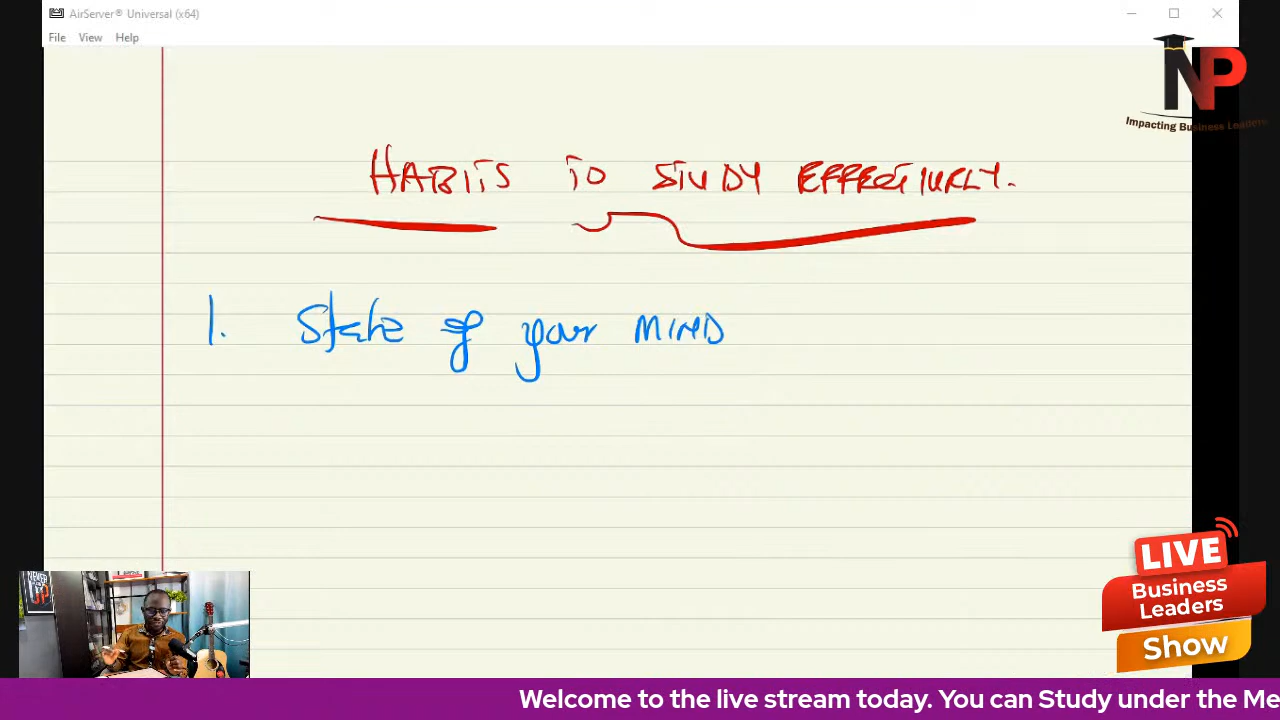 AirServer® Universal (x64)
File View Help
NP
Impacting Business Leaders
HABITS TO STUDY EFFECTIVELY.
1. State of your MIND
LIVE
Business
Leaders
Show
Welcome to the live stream today. You can Study under the Me